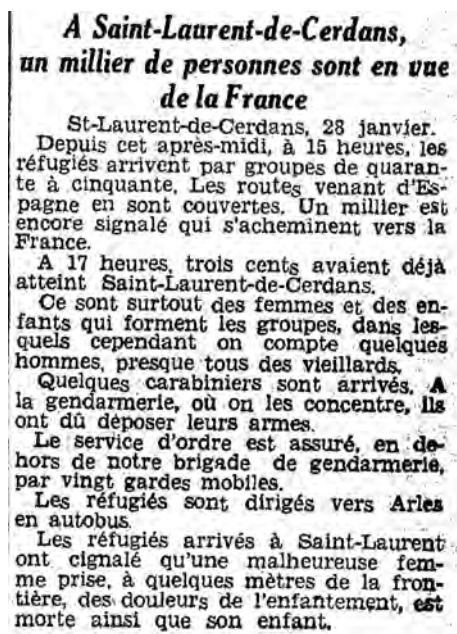 A Saint-Laurent-de-Cerdans,
un millier de personnes sont en vue
de la France
St-Laurent-de-Cerdans, 28 janvier.
Depuis cet après-midi, à 15 heures, les
réfugiés arrivent par groupes de quaran-
te à cinquante. Les routes venant d'Es-
pagne en sont couvertes. Un millier est
encore signalé qui s'acheminent vers la
France.
A 17 heures, trois cents avaient déjà
atteint Saint-Laurent-de-Cerdans.
Ce sont surtout des femmes et des en-
fants qui forment les groupes, dans les-
quels cependant on compte quelques
hommes, presque tous des vieillards.
Quelques carabiniers sont arrivés. A
la gendarmerie, où on les concentre, ils
ont dû déposer leurs armes.
Le service d'ordre est assuré, en de-
hors de notre brigade de gendarmerie,
par vingt gardes mobiles.
Les réfugiés sont dirigés vers Arles
en autobus.
Les réfugiés arrivés à Saint-Laurent
ont cignalé qu'une malheureuse fem-
me prise, à quelques mètres de la fron-
tière, des douleurs de l'enfantement, est
morte ainsi que son enfant.